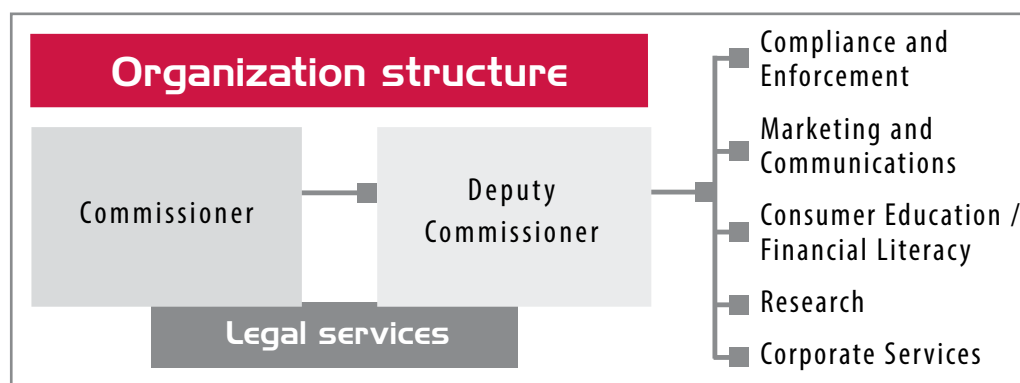 Organization structure
Commissioner
Deputy
Commissioner
Legal services
Compliance and
Enforcement
Marketing and
Communications
Consumer Education /
Financial Literacy
Research
Corporate Services